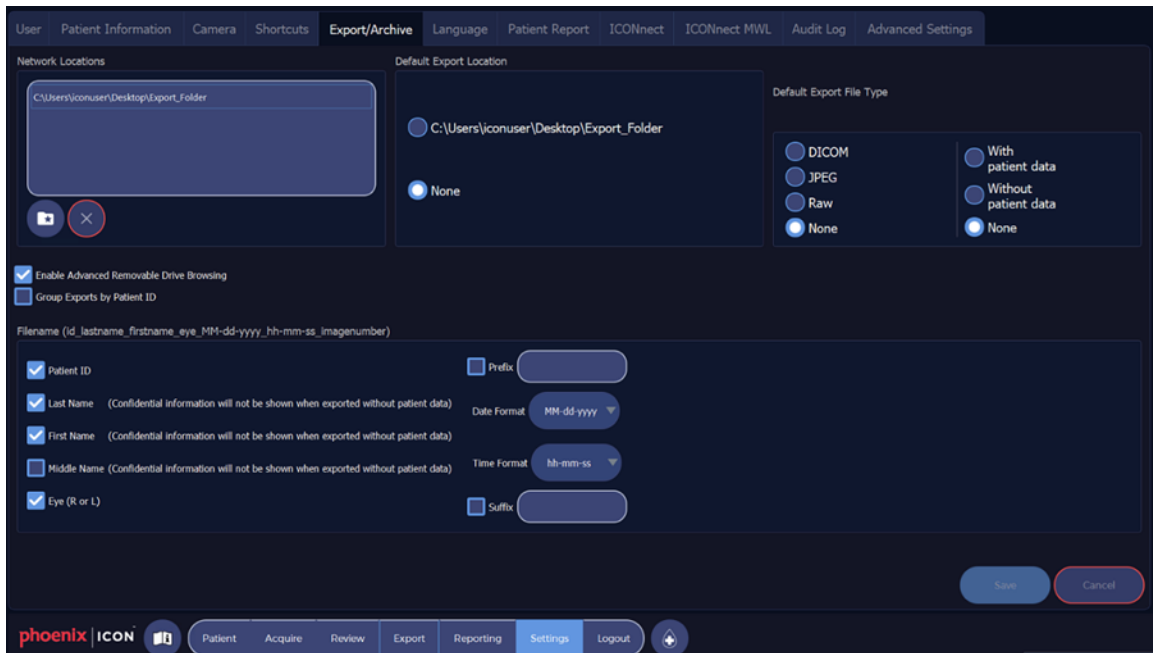 User Patient Information Camera Shortcuts Export/Archive Language Patient Report ICONnect ICONnect MWL Audit Log Advanced Settings
Network Locations
C:\Users\iconuser\Desktop\Export_Folder
Default Export Location
C:\Users\iconuser\Desktop\Export_Folder
None
Default Export File Type
DICOM
JPEG
Raw
None
With
patient data
Without
patient data
None
Enable Advanced Removable Drive Browsing
Group Exports by Patient ID
Filename (id_lastname_firstname_eye_MM-dd-yyyy_hh-mm-ss_imagenumber)
Patient ID
Last Name (Confidential information will not be shown when exported without patient data)
First Name (Confidential information will not be shown when exported without patient data)
Middle Name (Confidential information will not be shown when exported without patient data)
Eye (R or L)
Prefix
Date Format MM-dd-yyyy
Time Format hh-mm-ss
Suffix
Save Cancel
phoenix ICON Patient Acquire Review Export Reporting Settings Logout